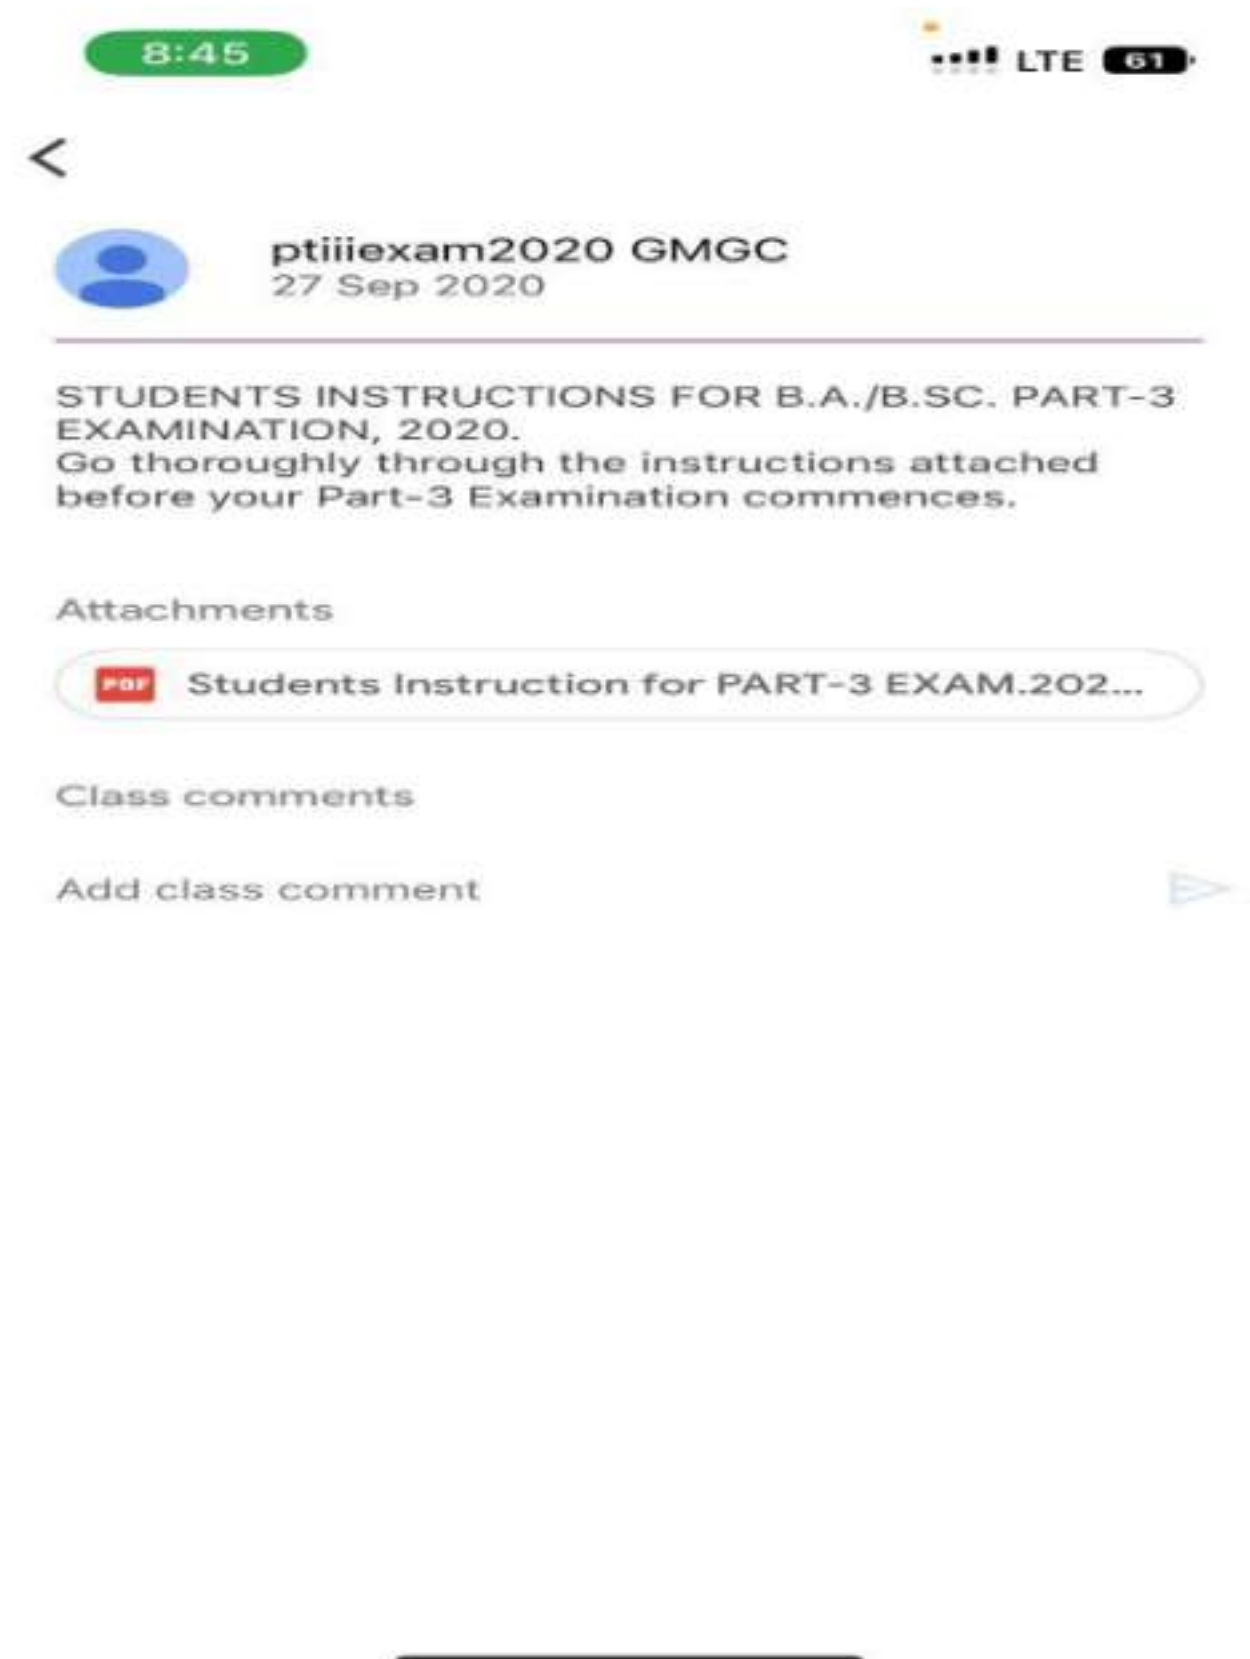 8:45
LTE 61
ptiiiexam2020 GMGC
27 Sep 2020
STUDENTS INSTRUCTIONS FOR B.A./B.SC. PART-3
EXAMINATION, 2020.
Go thoroughly through the instructions attached
before your Part-3 Examination commences.
Attachments
PDF Students Instruction for PART-3 EXAM.202...
Class comments
Add class comment